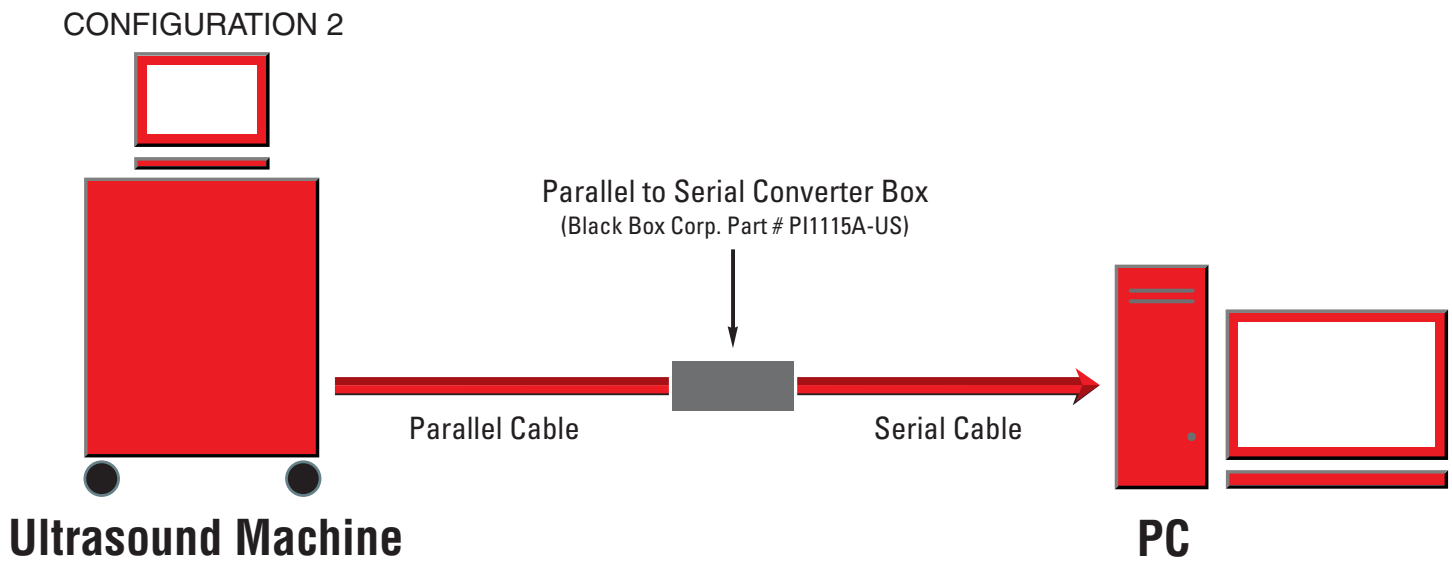 CONFIGURATION 2
Parallel to Serial Converter Box
(Black Box Corp. Part # PI1115A-US)
Parallel Cable
Serial Cable
Ultrasound Machine
PC